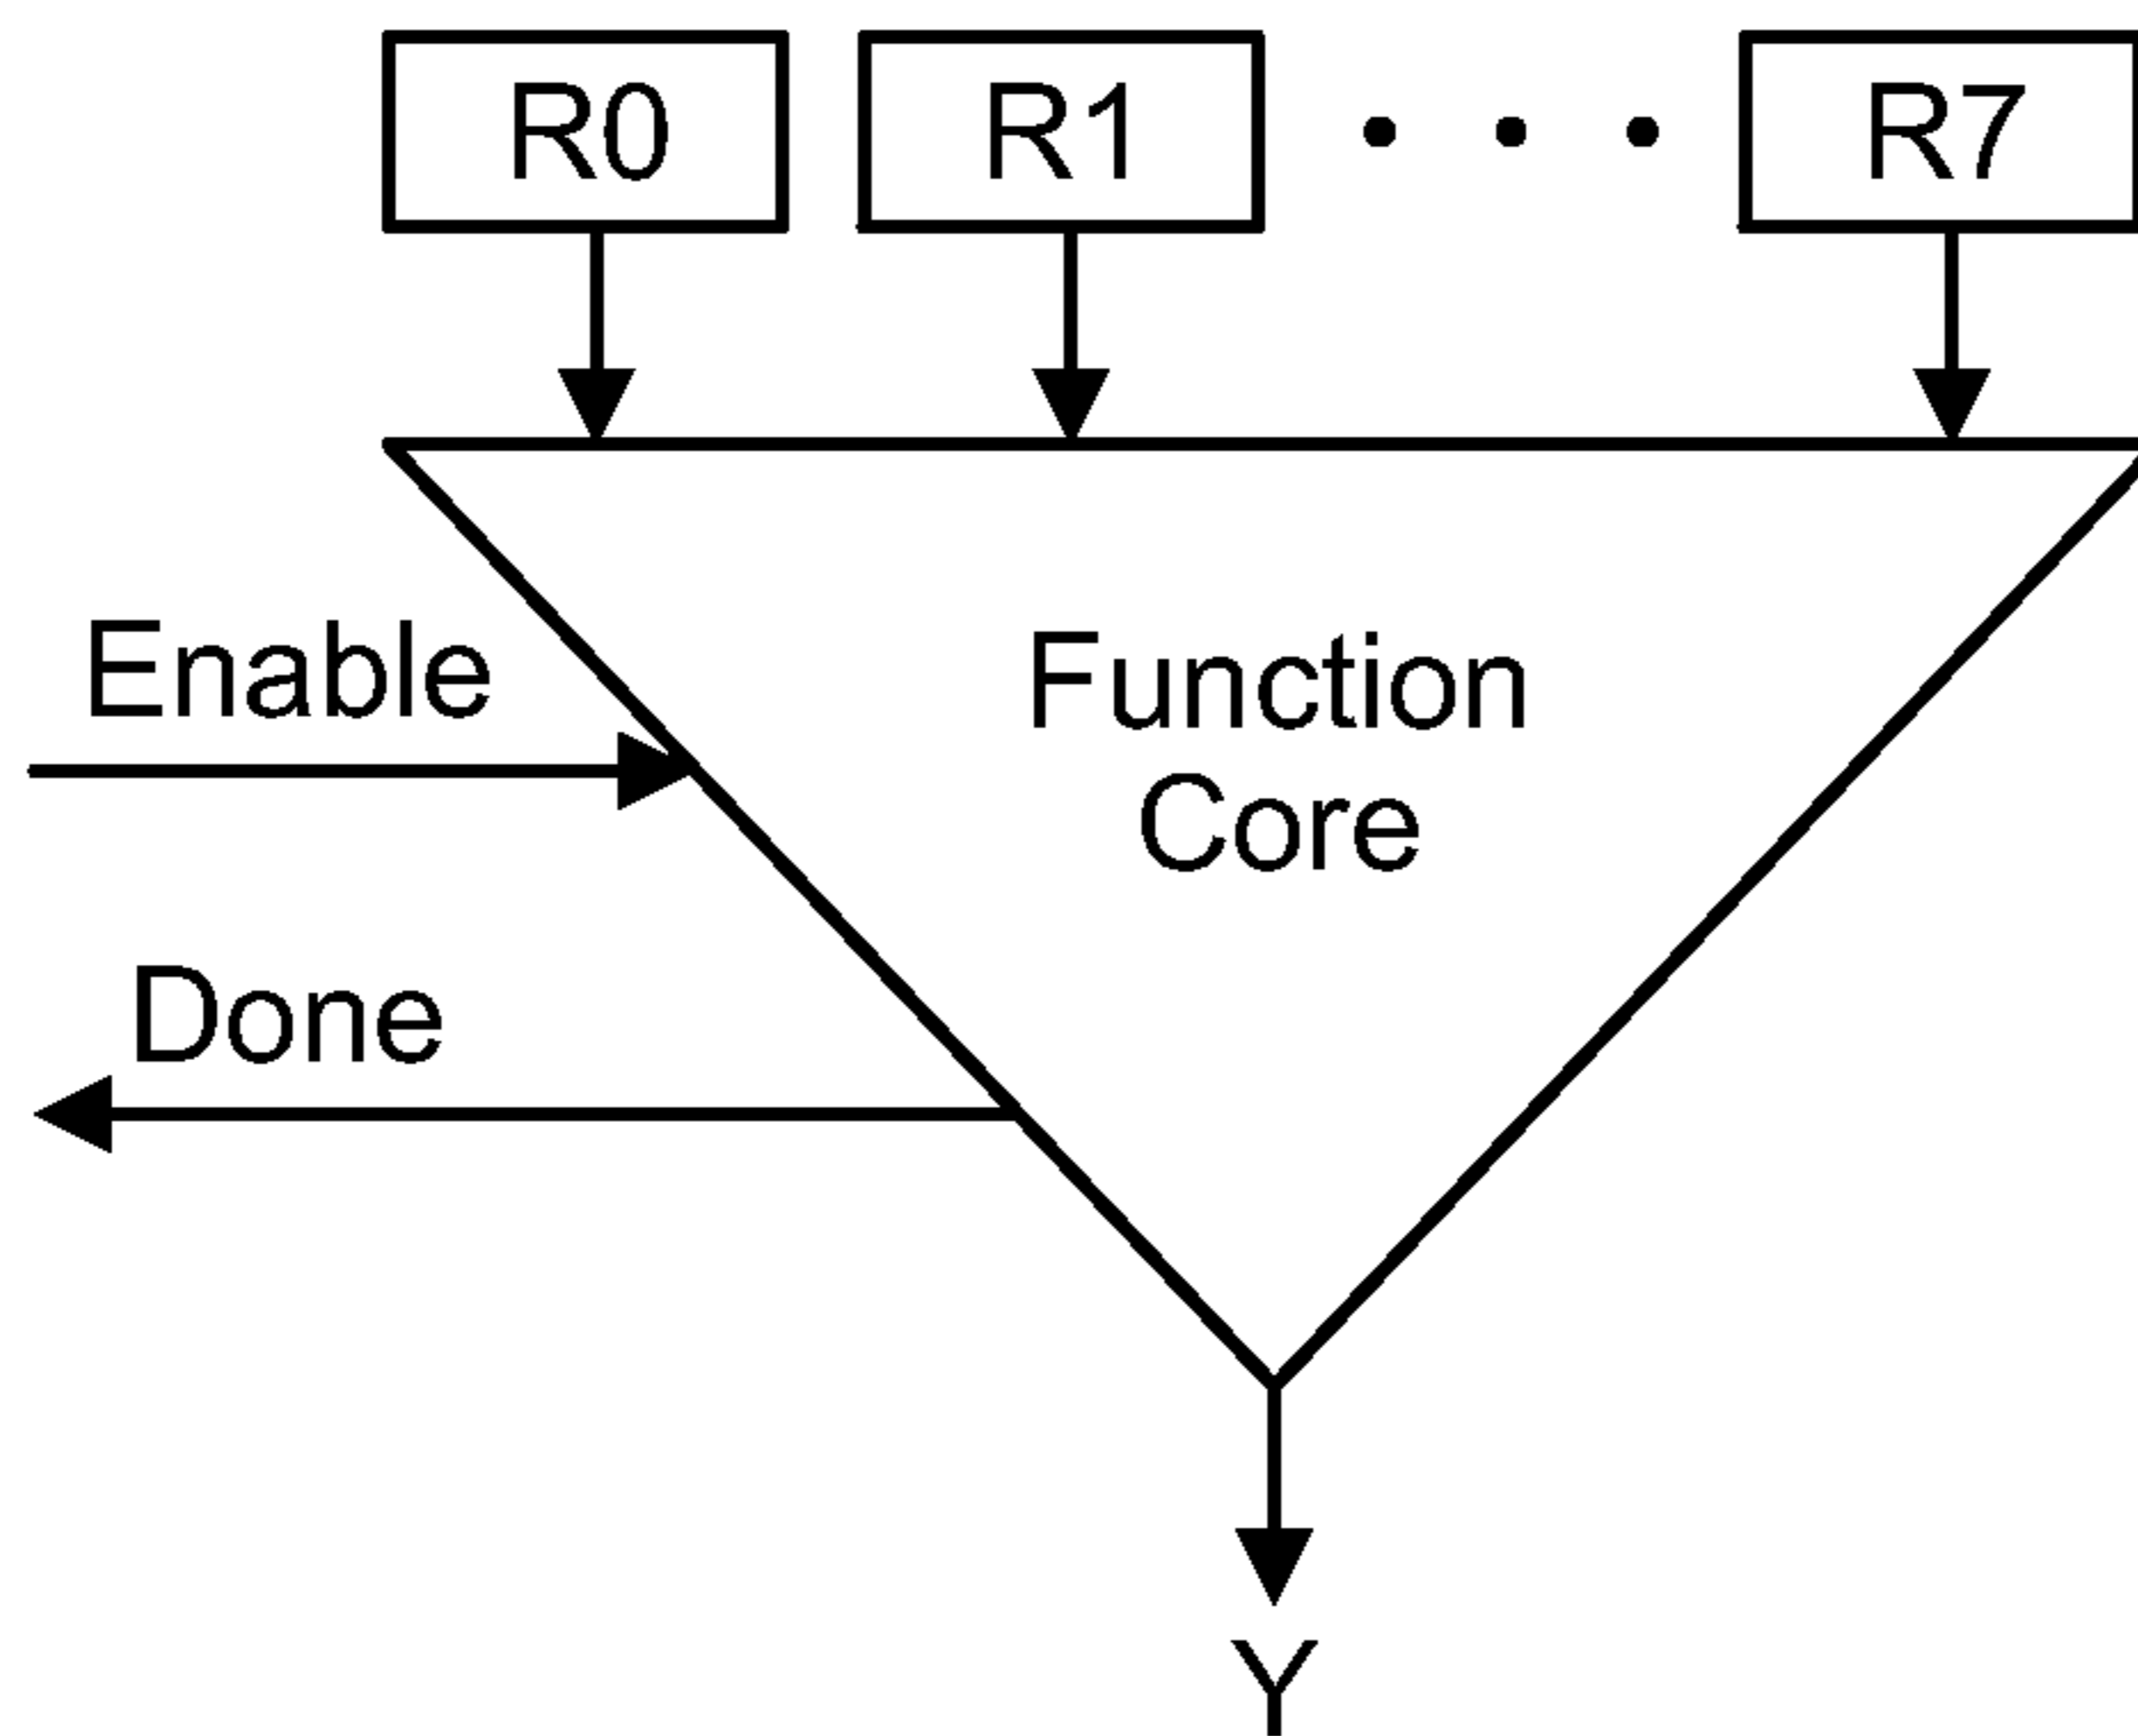 R0 R1 • • • R7
Enable
Function
Core
Done
Y